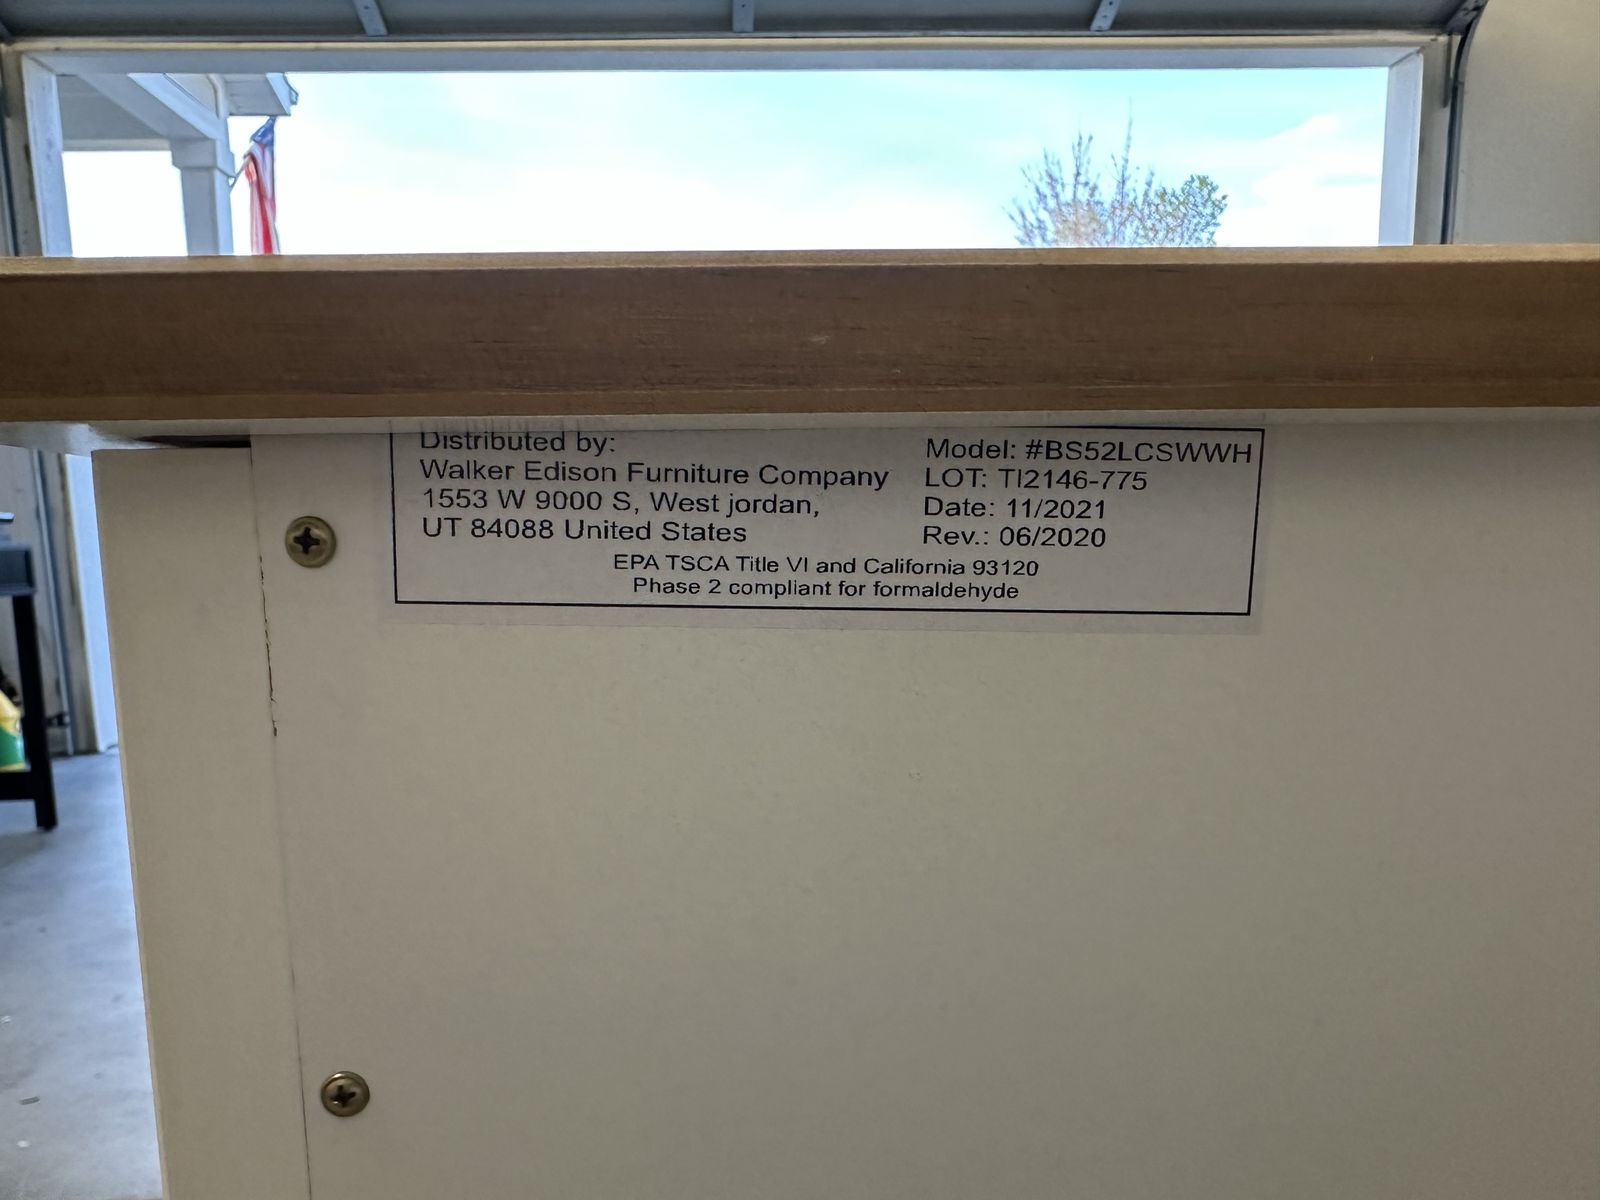 Distributed by:
Walker Edison Furniture Company
1553 W 9000 S, West jordan,
UT 84088 United States
Model: #BS52LCSWWH
LOT: TI2146-775
Date: 11/2021
Rev.: 06/2020
EPA TSCA Title VI and California 93120
Phase 2 compliant for formaldehyde